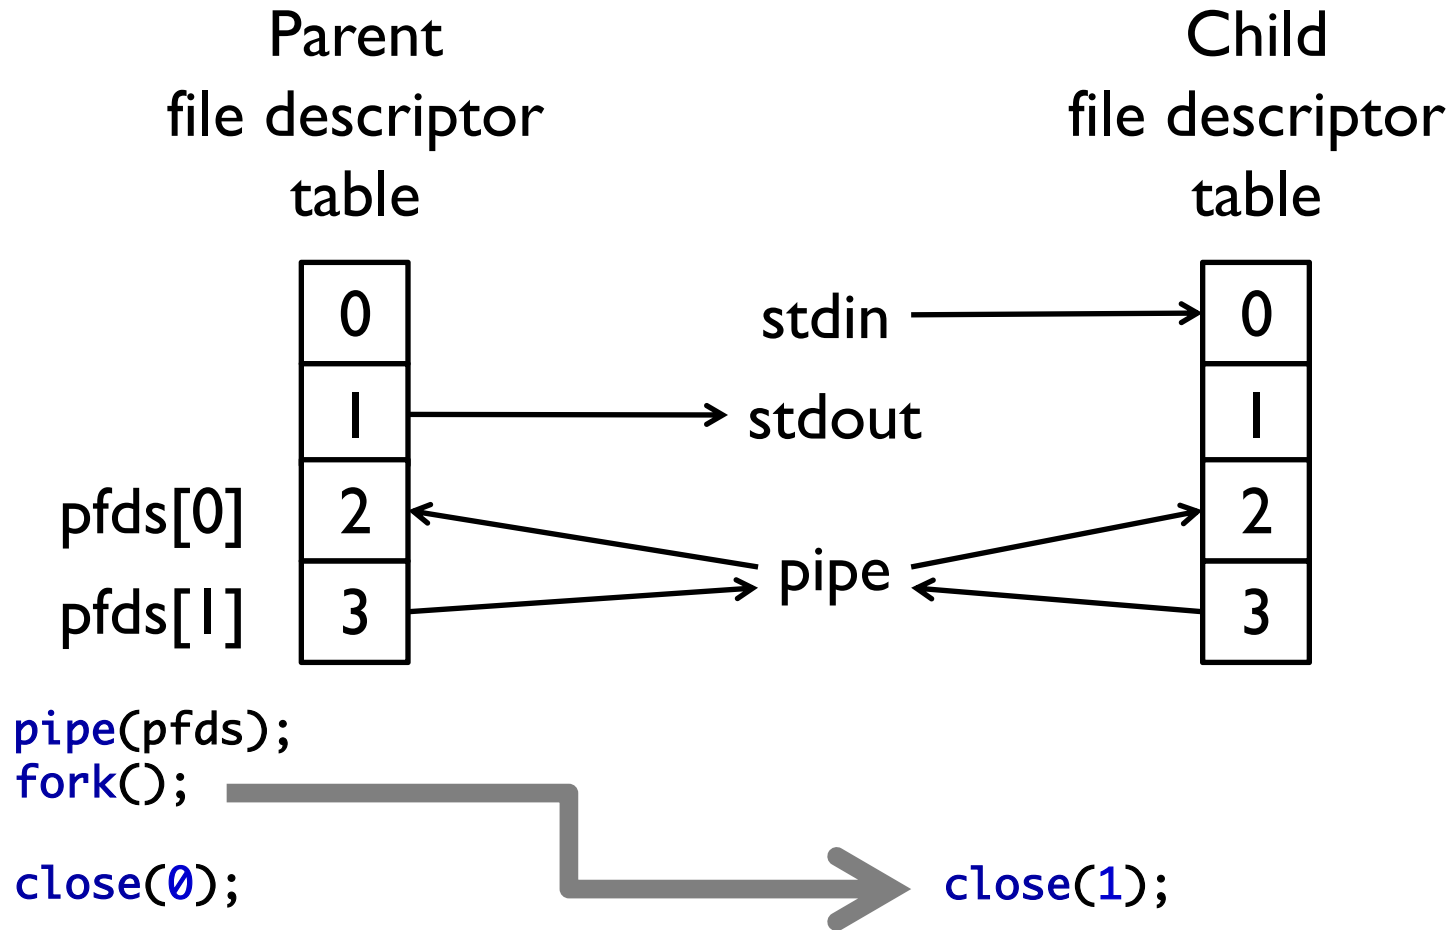 Parent
file descriptor
table
Child
file descriptor
table
0
stdin
0
1
stdout
1
pfds[0]
2
2
pipe
pfds[1]
3
3
pipe(pfds);
fork();
close(0);
close(1);